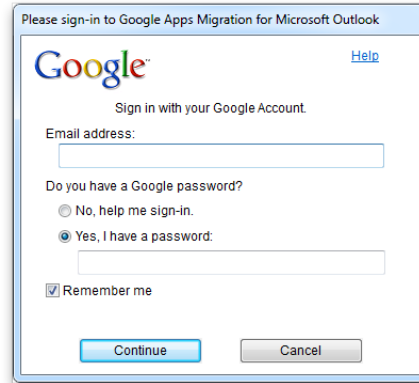 Please sign-in to Google Apps Migration for Microsoft Outlook
Google™
Help
Sign in with your Google Account.
Email address:
Do you have a Google password?
No, help me sign-in.
Yes, I have a password:
Remember me
Continue
Cancel